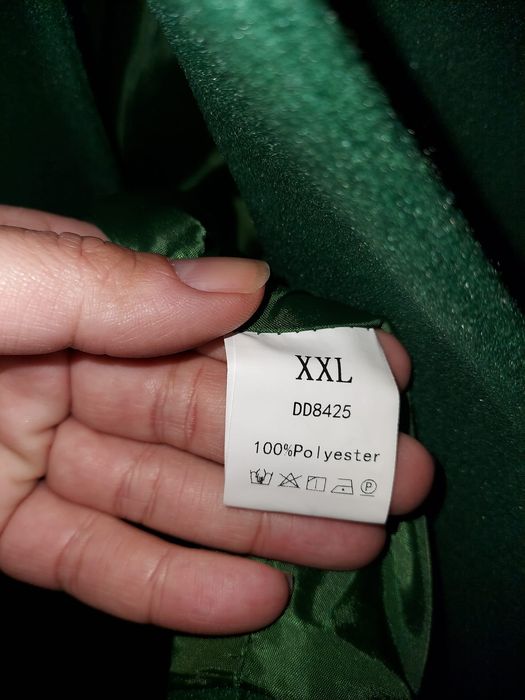 XXL
DD8425
100%Polyester
P